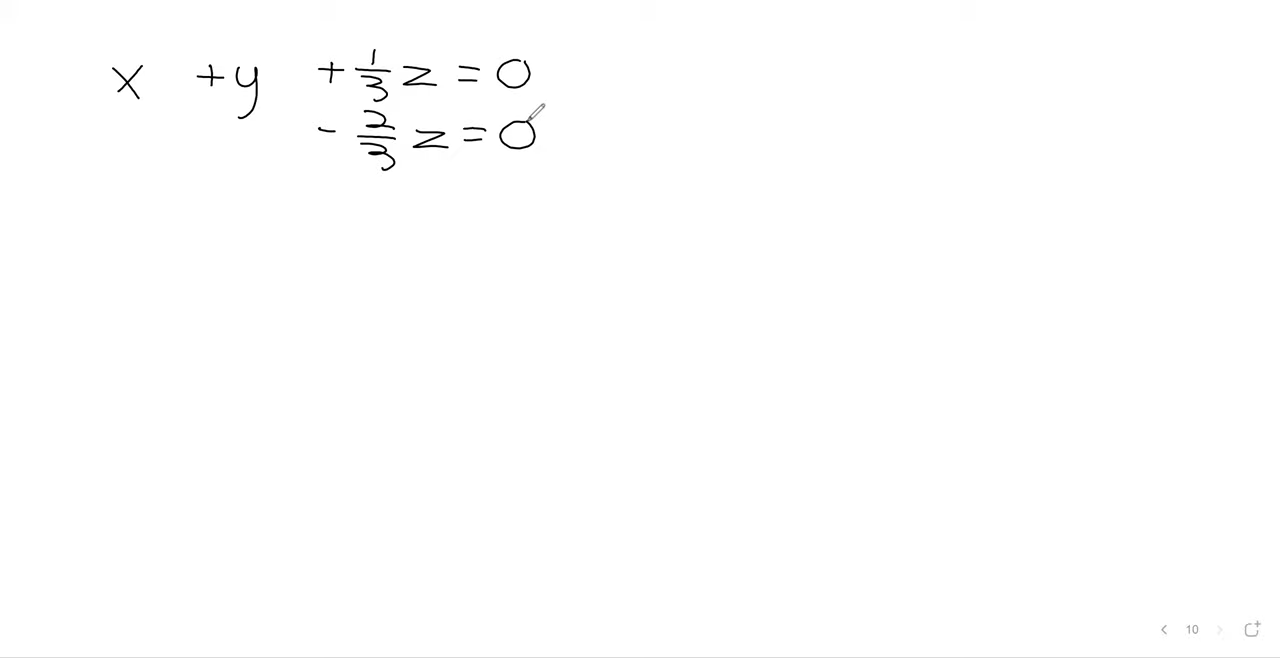 x + y + 1/3 z = 0
- 2/3 z = 0
10